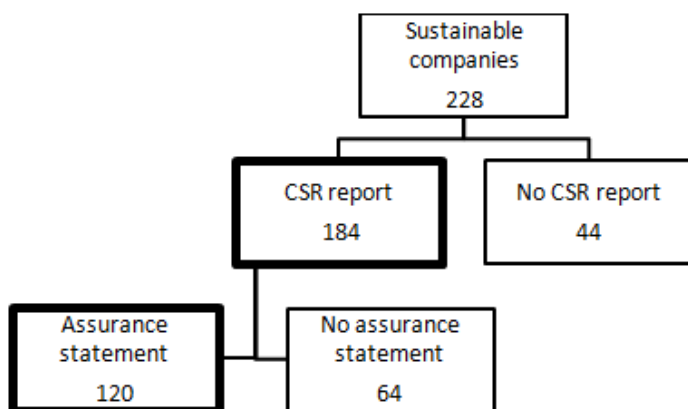 Sustainable
companies
228
CSR report
184
No CSR report
44
Assurance
statement
120
No assurance
statement
64